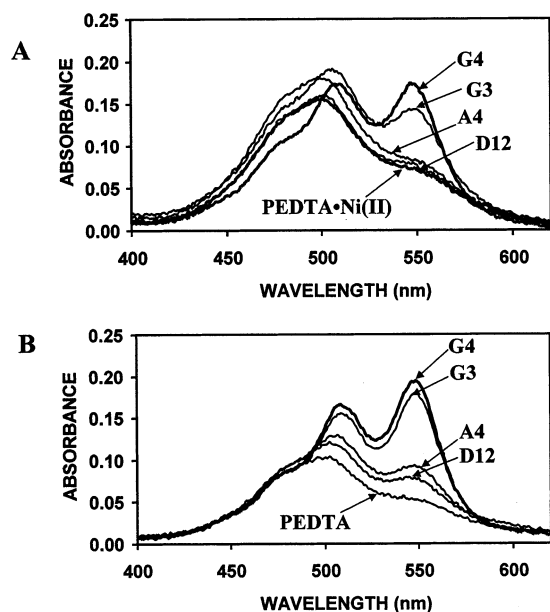 A
ABSORBANCE
0.25
0.20
0.15
0.10
0.05
0.00
G4
G3
A4
D12
PEDTA•Ni(II)
400 450 500 550 600
WAVELENGTH (nm)
B
ABSORBANCE
0.25
0.20
0.15
0.10
0.05
0.00
G4
G3
A4
D12
PEDTA
400 450 500 550 600
WAVELENGTH (nm)